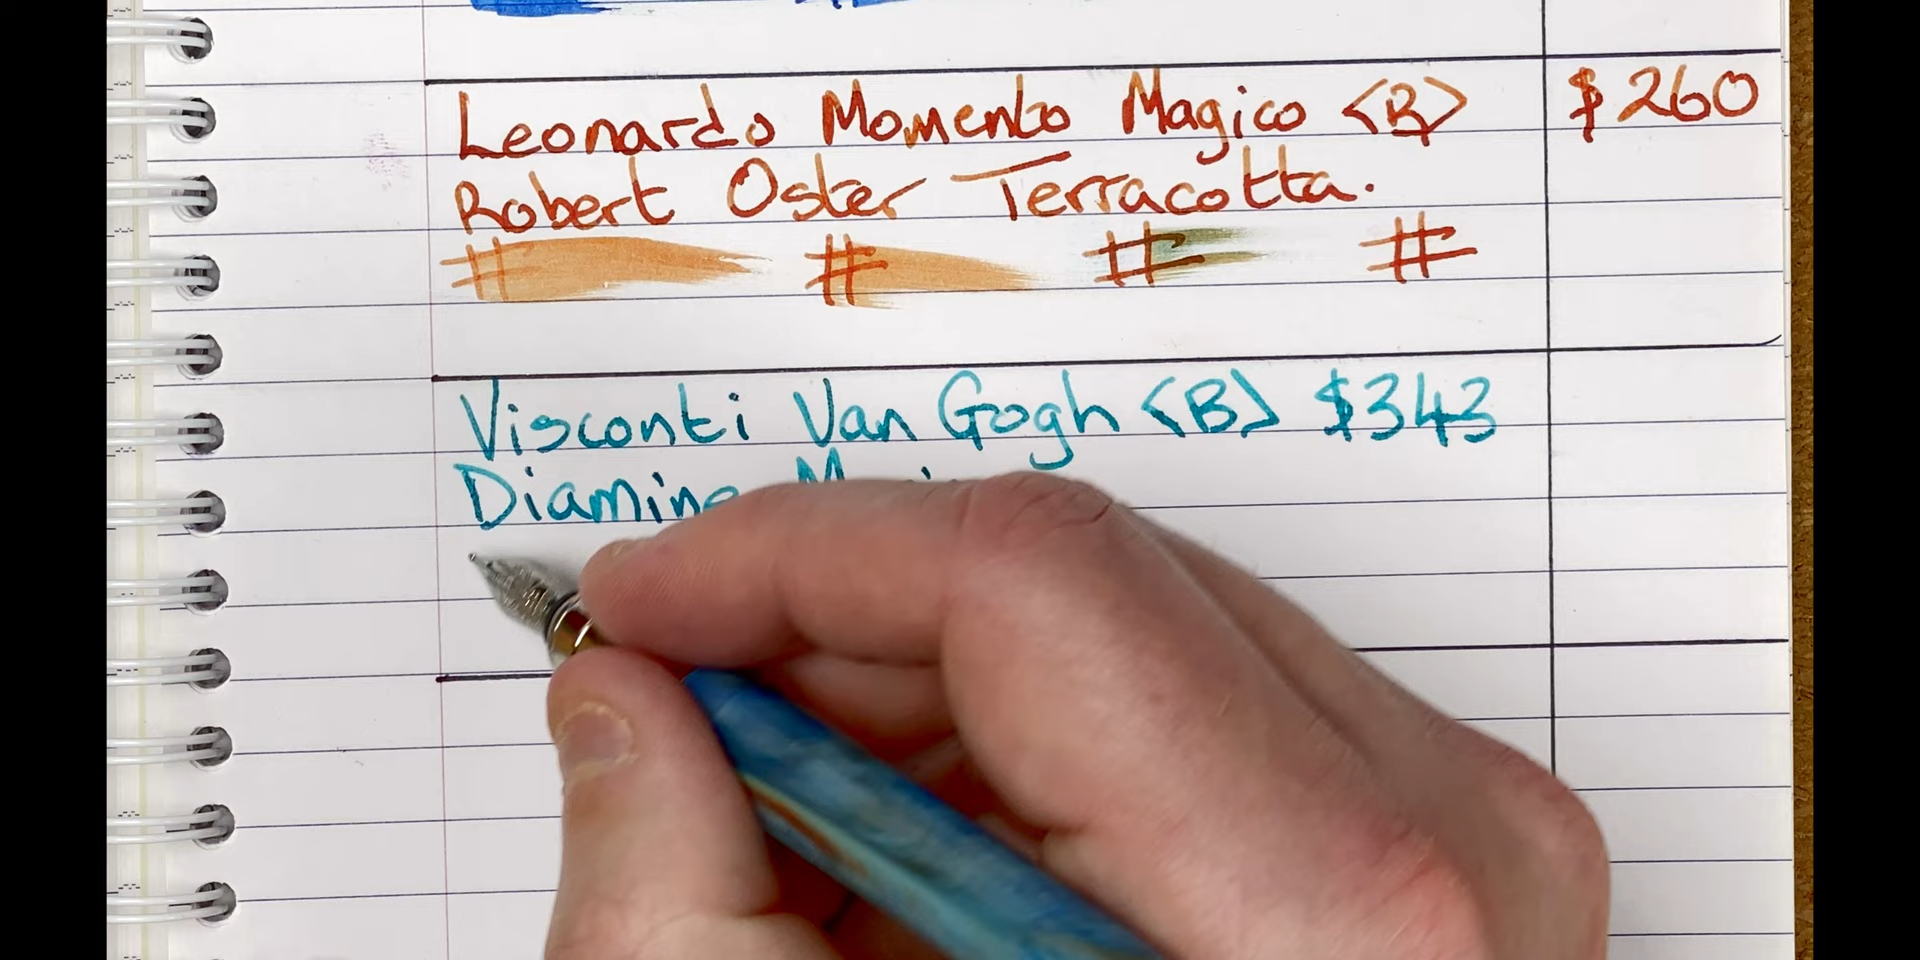 Leonardo Momento Magico <B> $260
Robert Oster Terracotta.
# # # #
Visconti Van Gogh <B> $343
Diamine